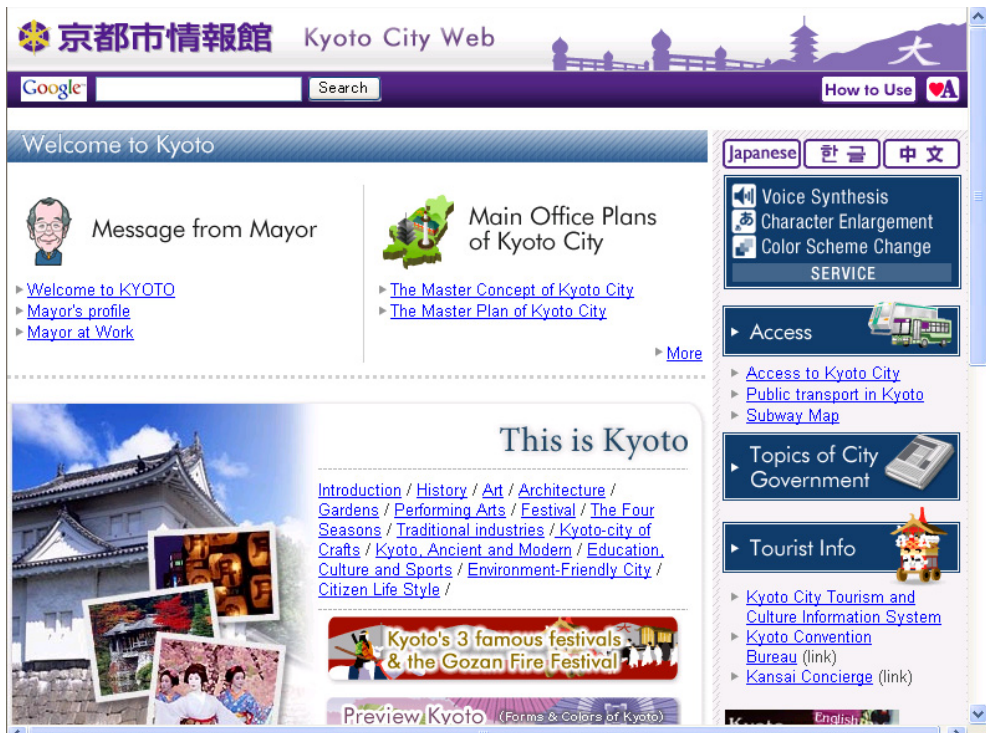 京都市情報館 Kyoto City Web
大
Google Search How to Use A
Welcome to Kyoto
Message from Mayor
Welcome to KYOTO
Mayor's profile
Mayor at Work
Main Office Plans
of Kyoto City
The Master Concept of Kyoto City
The Master Plan of Kyoto City
More
This is Kyoto
Introduction / History / Art / Architecture /
Gardens / Performing Arts / Festival / The Four
Seasons / Traditional industries / Kyoto-city of
Crafts / Kyoto, Ancient and Modern / Education,
Culture and Sports / Environment-Friendly City /
Citizen Life Style /
Kyoto's 3 famous festivals
& the Gozan Fire Festival
Preview Kyoto (Forms & Colors of Kyoto)
Japanese 한글 中文
Voice Synthesis
あ Character Enlargement
Color Scheme Change
SERVICE
Access
Access to Kyoto City
Public transport in Kyoto
Subway Map
Topics of City
Government
Tourist Info
Kyoto City Tourism and
Culture Information System
Kyoto Convention
Bureau (link)
Kansai Concierge (link)
Kyoto English